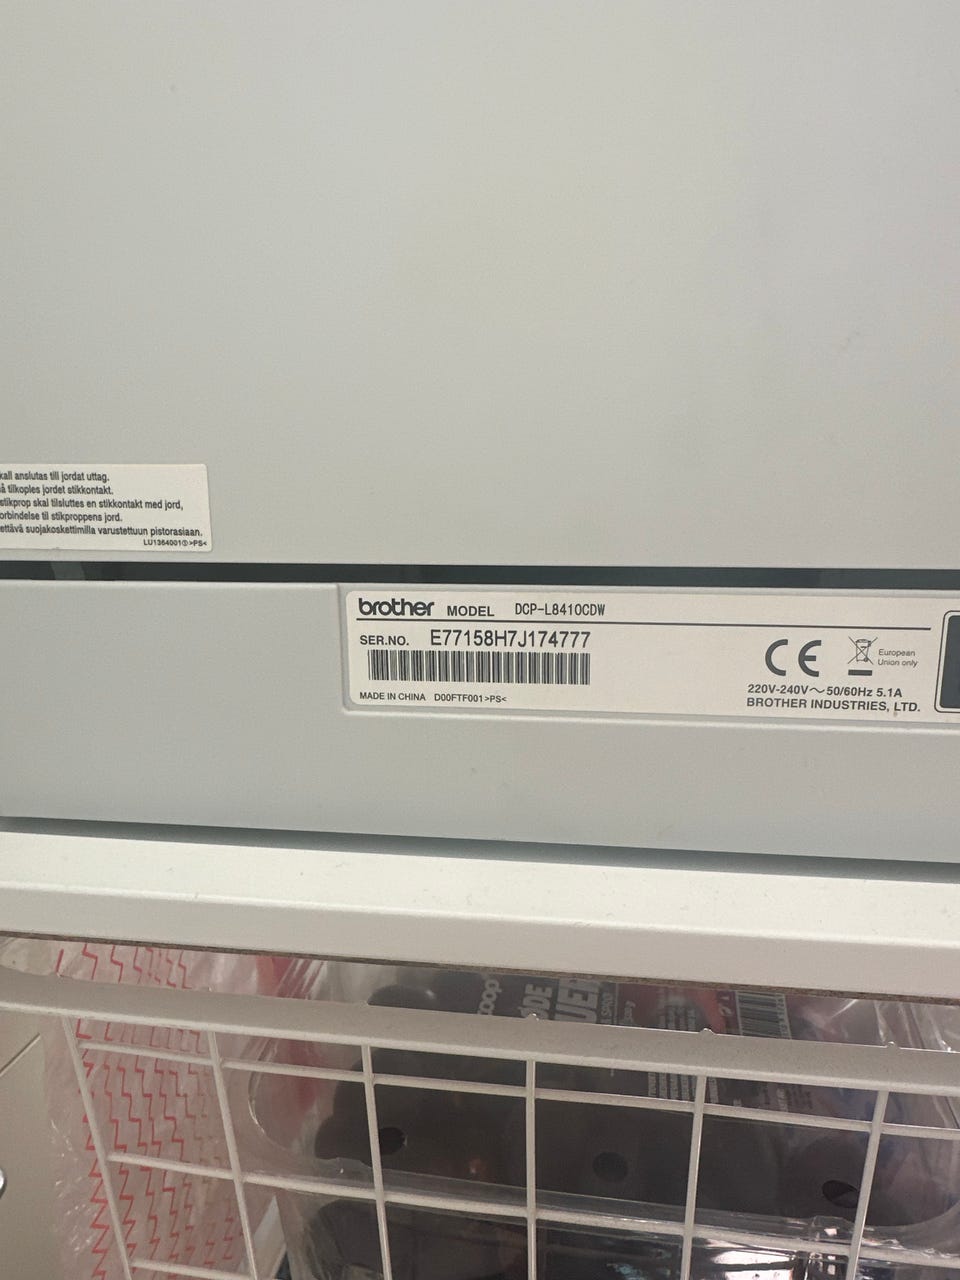 kall anslutas till jordat uttag.
å tilkoples jordet stikkontakt.
stikprop skal tilsluttes en stikkontakt med jord,
orbindelse til stikproppens jord.
ettävä suojakoskettimilla varustettuun pistorasiaan.
LU1364001①>PS<
brother MODEL DCP-L8410CDW
SER.NO. E77158H7J174777
MADE IN CHINA D00FTF001>PS<
CE
European
Union only
220V-240V～50/60Hz 5.1A
BROTHER INDUSTRIES, LTD.
coop